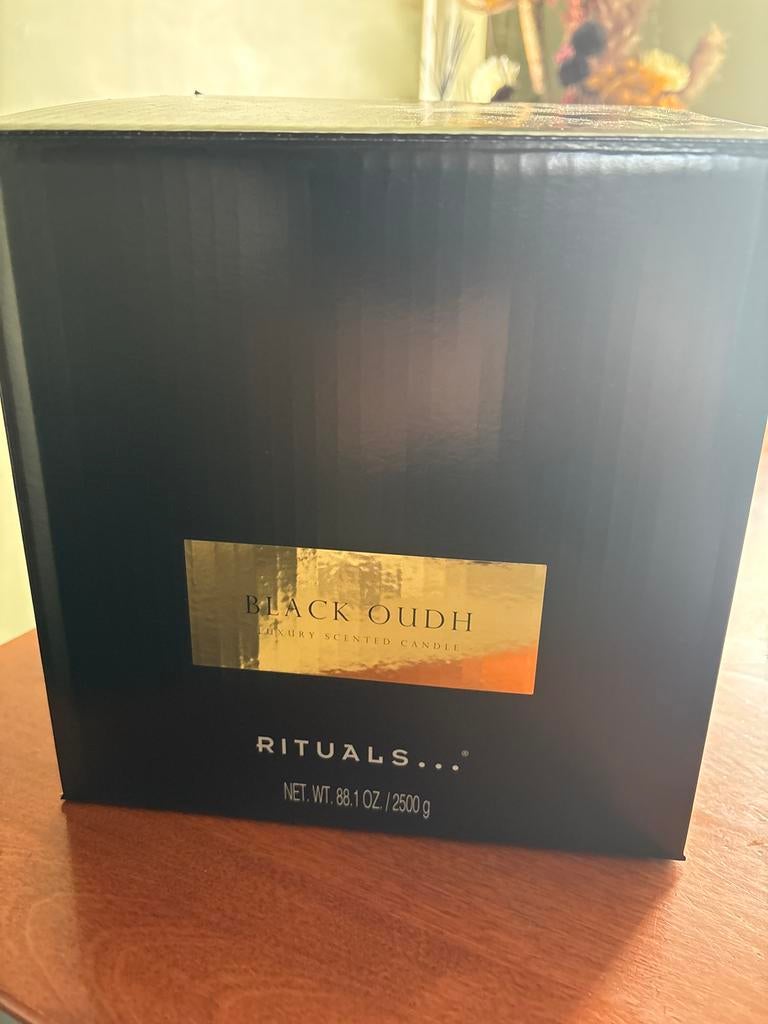 BLACK OUDH
LUXURY SCENTED CANDLE
RITUALS...®
NET. WT. 88.1 OZ. / 2500 g